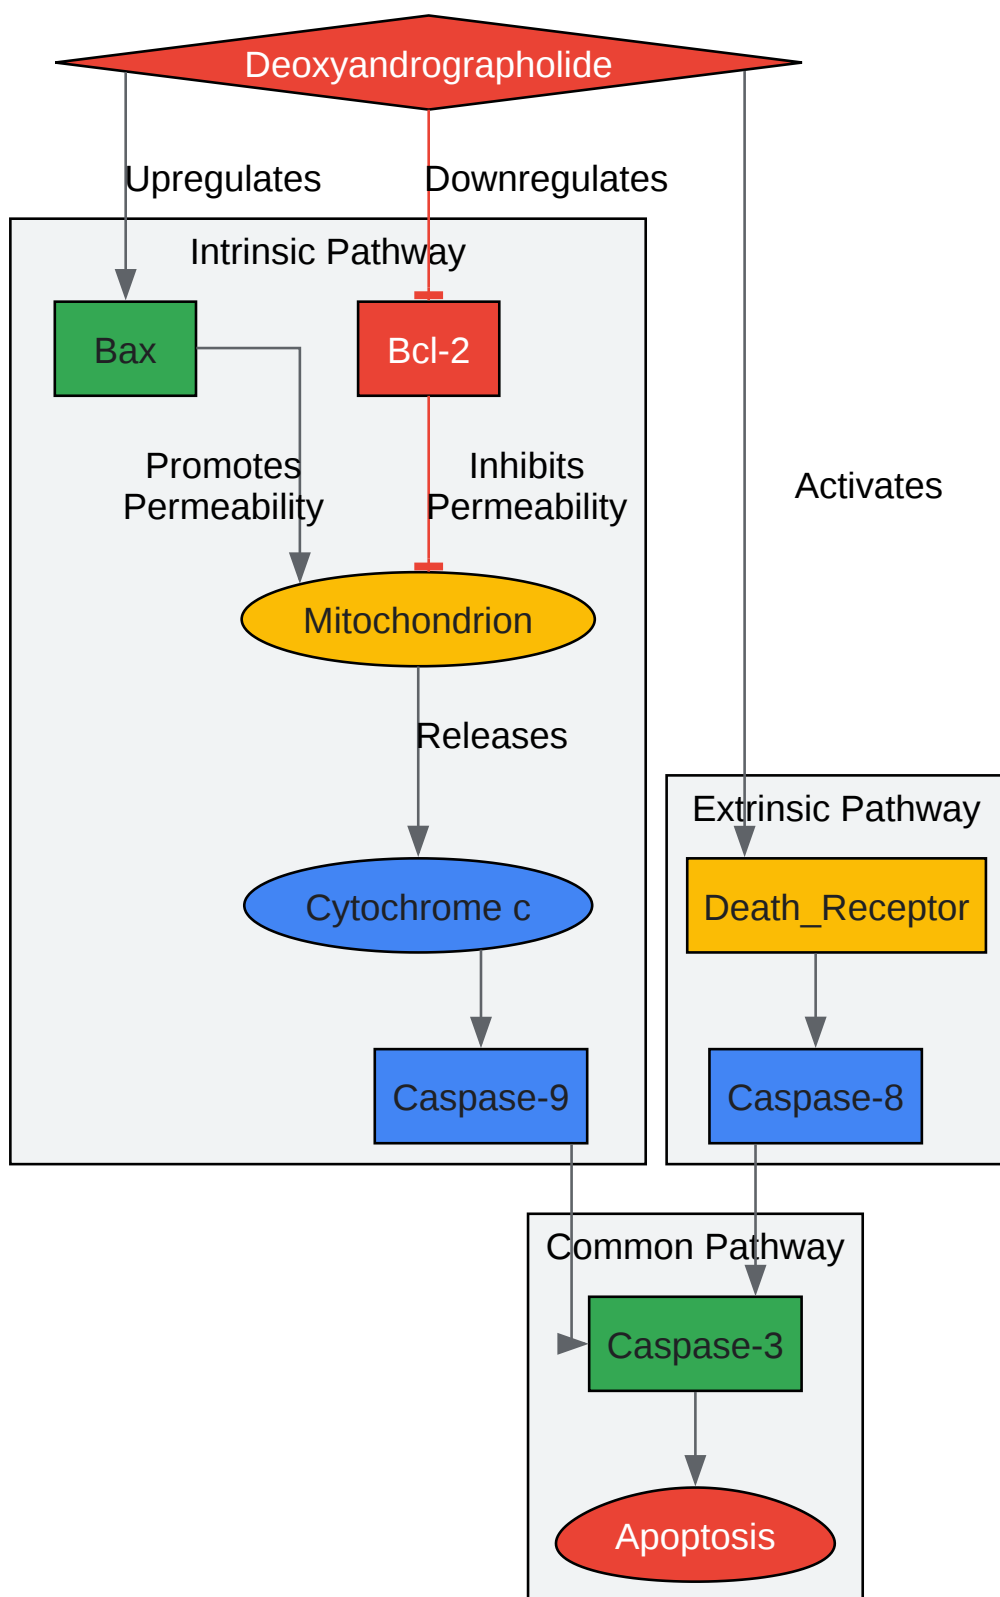 Deoxyandrographolide
Upregulates
Downregulates
Intrinsic Pathway
Bax
Bcl-2
Promotes
Permeability
Inhibits
Permeability
Activates
Mitochondrion
Releases
Extrinsic Pathway
Cytochrome c
Death_Receptor
Caspase-9
Caspase-8
Common Pathway
Caspase-3
Apoptosis